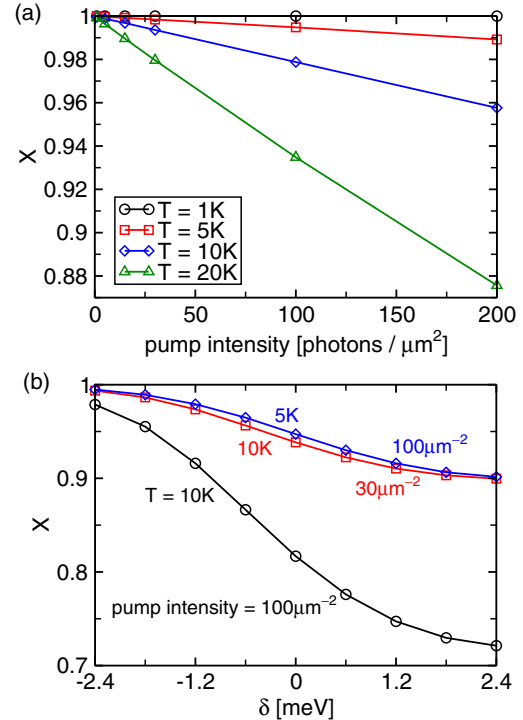 (a)
1
0.98
0.96
0.94
0.92
0.9
0.88
X
T = 1K
T = 5K
T = 10K
T = 20K
0
50
100
150
200
pump intensity [photons / μm²]
(b)
1
0.9
0.8
0.7
X
5K
10K
100μm⁻²
30μm⁻²
T = 10K
pump intensity = 100μm⁻²
-2.4
-1.2
0
1.2
2.4
δ [meV]